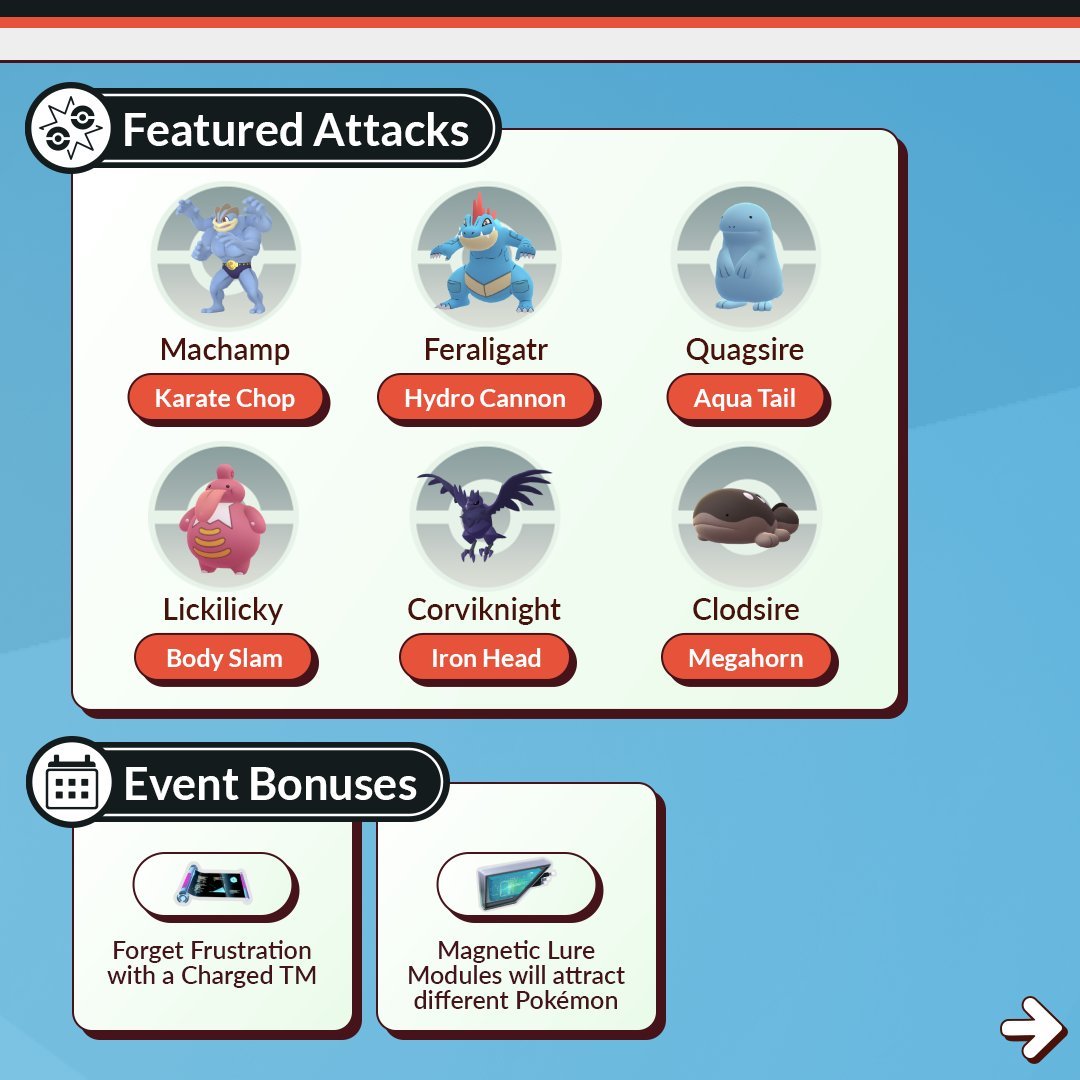 Featured Attacks
Machamp
Karate Chop
Feraligatr
Hydro Cannon
Quagsire
Aqua Tail
Lickilicky
Body Slam
Corviknight
Iron Head
Clodsire
Megahorn
Event Bonuses
Forget Frustration
with a Charged TM
Magnetic Lure
Modules will attract
different Pokémon